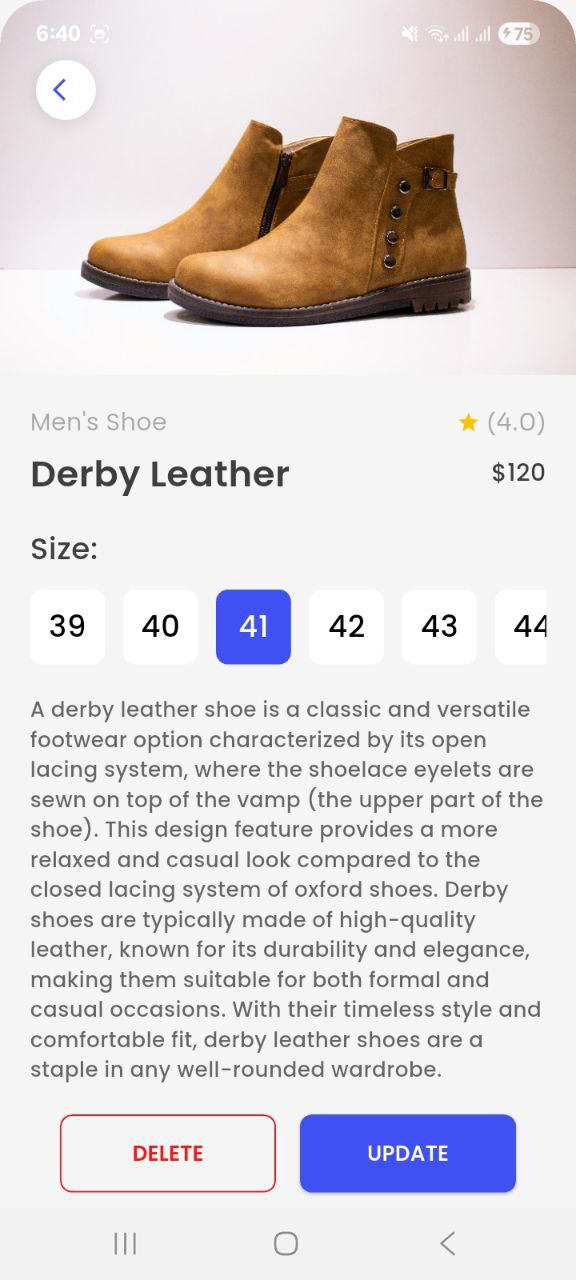 6:40 75
Men's Shoe (4.0)
Derby Leather $120
Size:
39 40 41 42 43 44
A derby leather shoe is a classic and versatile
footwear option characterized by its open
lacing system, where the shoelace eyelets are
sewn on top of the vamp (the upper part of the
shoe). This design feature provides a more
relaxed and casual look compared to the
closed lacing system of oxford shoes. Derby
shoes are typically made of high-quality
leather, known for its durability and elegance,
making them suitable for both formal and
casual occasions. With their timeless style and
comfortable fit, derby leather shoes are a
staple in any well-rounded wardrobe.
DELETE UPDATE